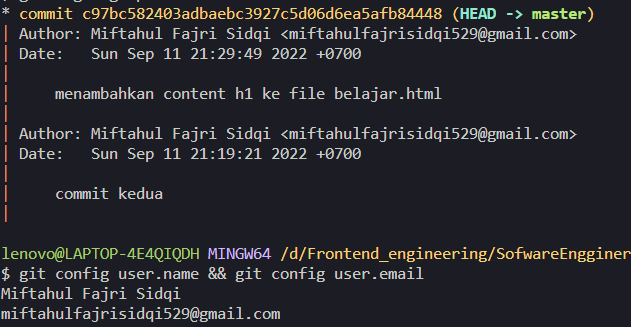 * commit c97bc582403adbaebc3927c5d06d6ea5afb84448 (HEAD -> master)
| Author: Miftahul Fajri Sidqi <miftahulfajrisidqi529@gmail.com>
| Date:   Sun Sep 11 21:29:49 2022 +0700
|
|     menambahkan content h1 ke file belajar.html
|
| Author: Miftahul Fajri Sidqi <miftahulfajrisidqi529@gmail.com>
| Date:   Sun Sep 11 21:19:21 2022 +0700
|
|     commit kedua
|
lenovo@LAPTOP-4E4QIQDH MINGW64 /d/Frontend_engineering/SofwareEngginer
$ git config user.name && git config user.email
Miftahul Fajri Sidqi
miftahulfajrisidqi529@gmail.com